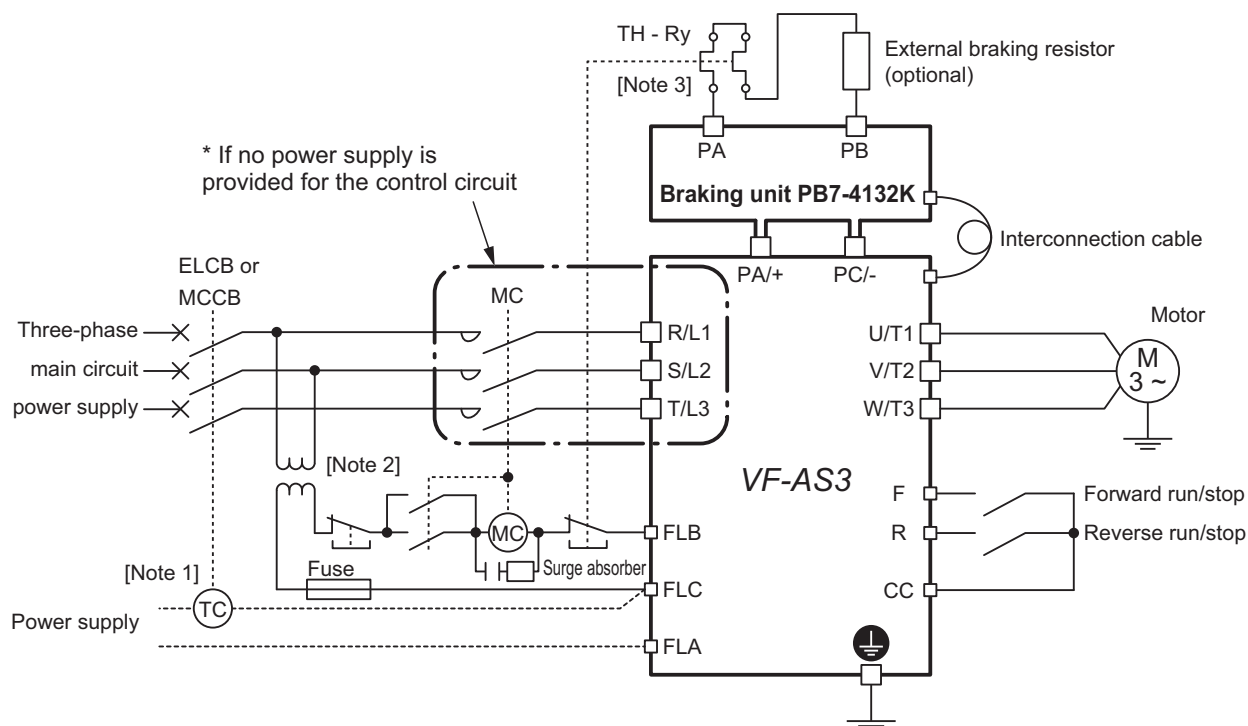 TH - Ry
[Note 3]
External braking resistor
(optional)
PA
PB
Braking unit PB7-4132K
* If no power supply is
provided for the control circuit
Interconnection cable
PA/+
PC/-
ELCB or
MCCB
MC
Three-phase
main circuit
power supply
R/L1
S/L2
T/L3
U/T1
V/T2
W/T3
Motor
M
3 ~
[Note 2]
VF-AS3
F
R
CC
Forward run/stop
Reverse run/stop
MC
FLB
Surge absorber
Fuse
[Note 1]
FLC
TC
Power supply
FLA